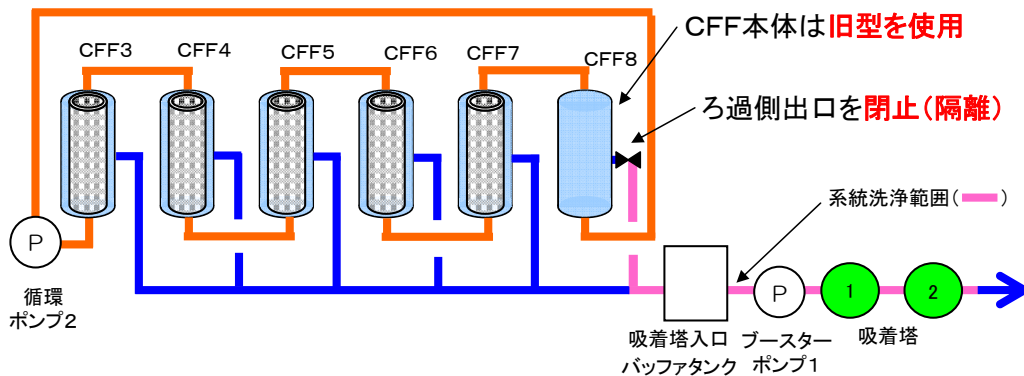 CFF本体は旧型を使用
CFF3
CFF4
CFF5
CFF6
CFF7
CFF8
ろ過側出口を閉止(隔離)
系統洗浄範囲( )
P
循環
ポンプ2
P
1
2
吸着塔入口
バッファタンク
ブースター
ポンプ1
吸着塔